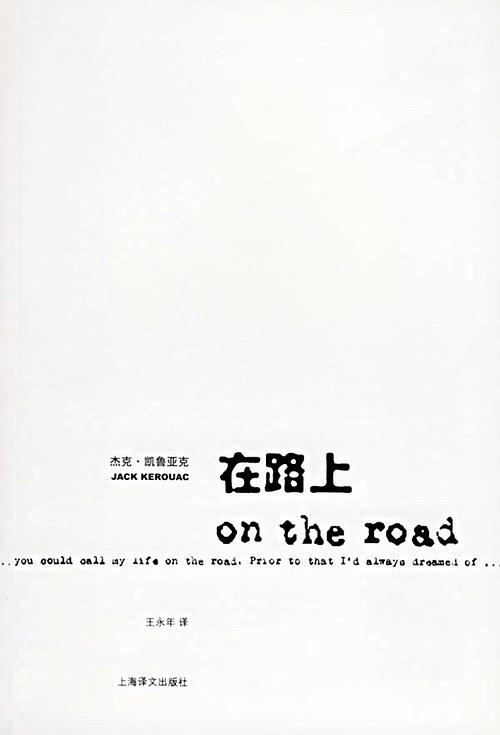 杰克·凯鲁亚克
JACK KEROUAC
在路上
on the road
..you could call my life on the road. Prior to that I'd always dreamed of ...
王永年 译
上海译文出版社